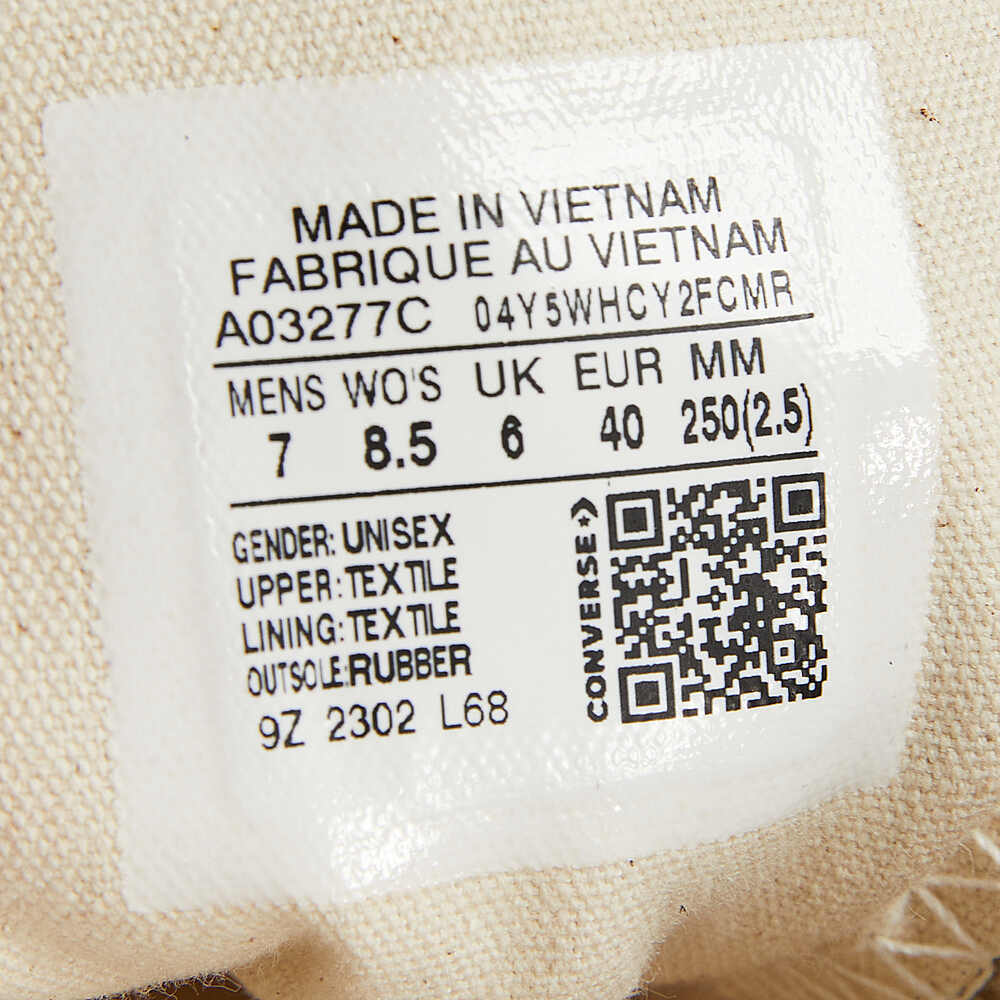 MADE IN VIETNAM
FABRIQUE AU VIETNAM
A03277C 04Y5WHCY2FCMR
MENS WO'S UK EUR MM
7 8.5 6 40 250(2.5)
GENDER: UNISEX
UPPER: TEXTILE
LINING: TEXTILE
OUTSOLE: RUBBER
9Z 2302 L68
CONVERSE